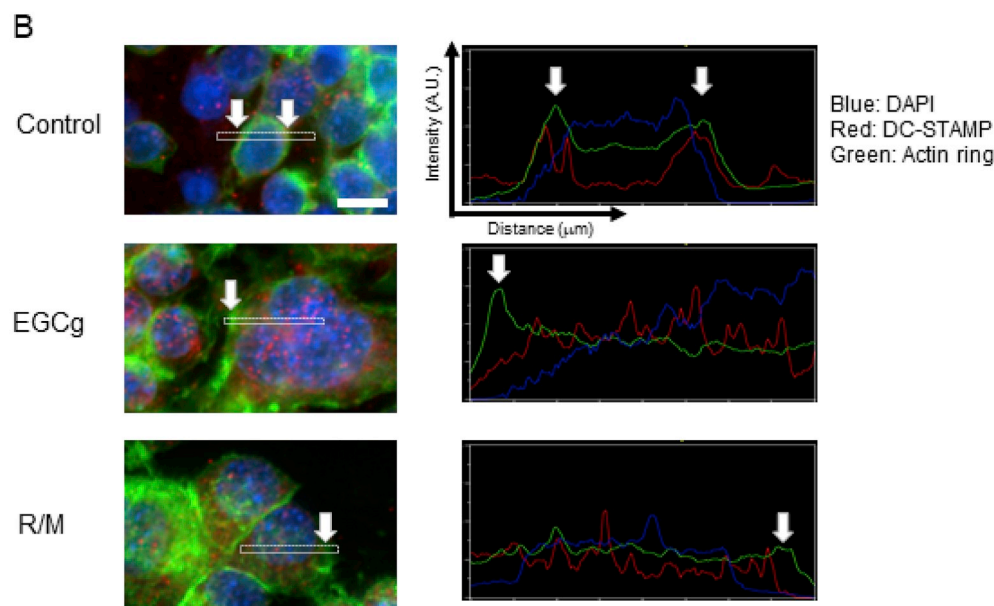 B
Control
Intensity (A.U.)
Distance (μm)
Blue: DAPI
Red: DC-STAMP
Green: Actin ring
EGCg
R/M